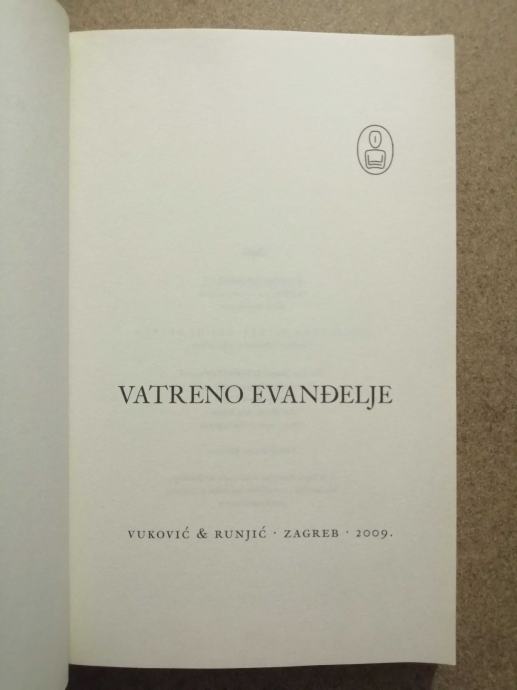 VATRENO EVANĐELJE
VUKOVIĆ & RUNJIĆ · ZAGREB · 2009.